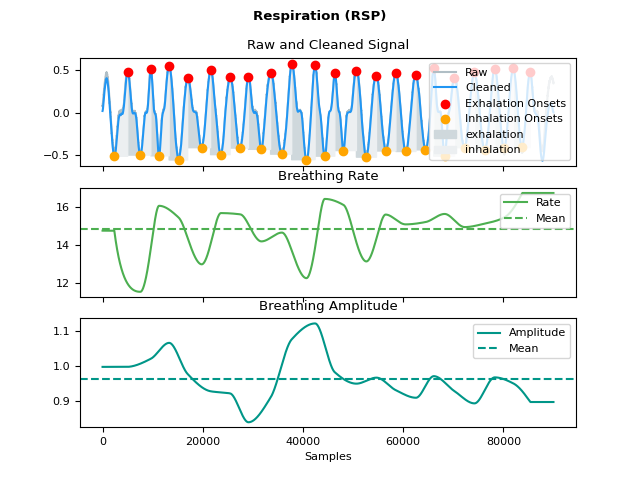 Respiration (RSP)
Raw and Cleaned Signal
0.5
0.0
−0.5
Raw
Cleaned
Exhalation Onsets
Inhalation Onsets
exhalation
inhalation
Breathing Rate
16
14
12
Rate
Mean
Breathing Amplitude
1.1
1.0
0.9
Amplitude
Mean
0 20000 40000 60000 80000
Samples